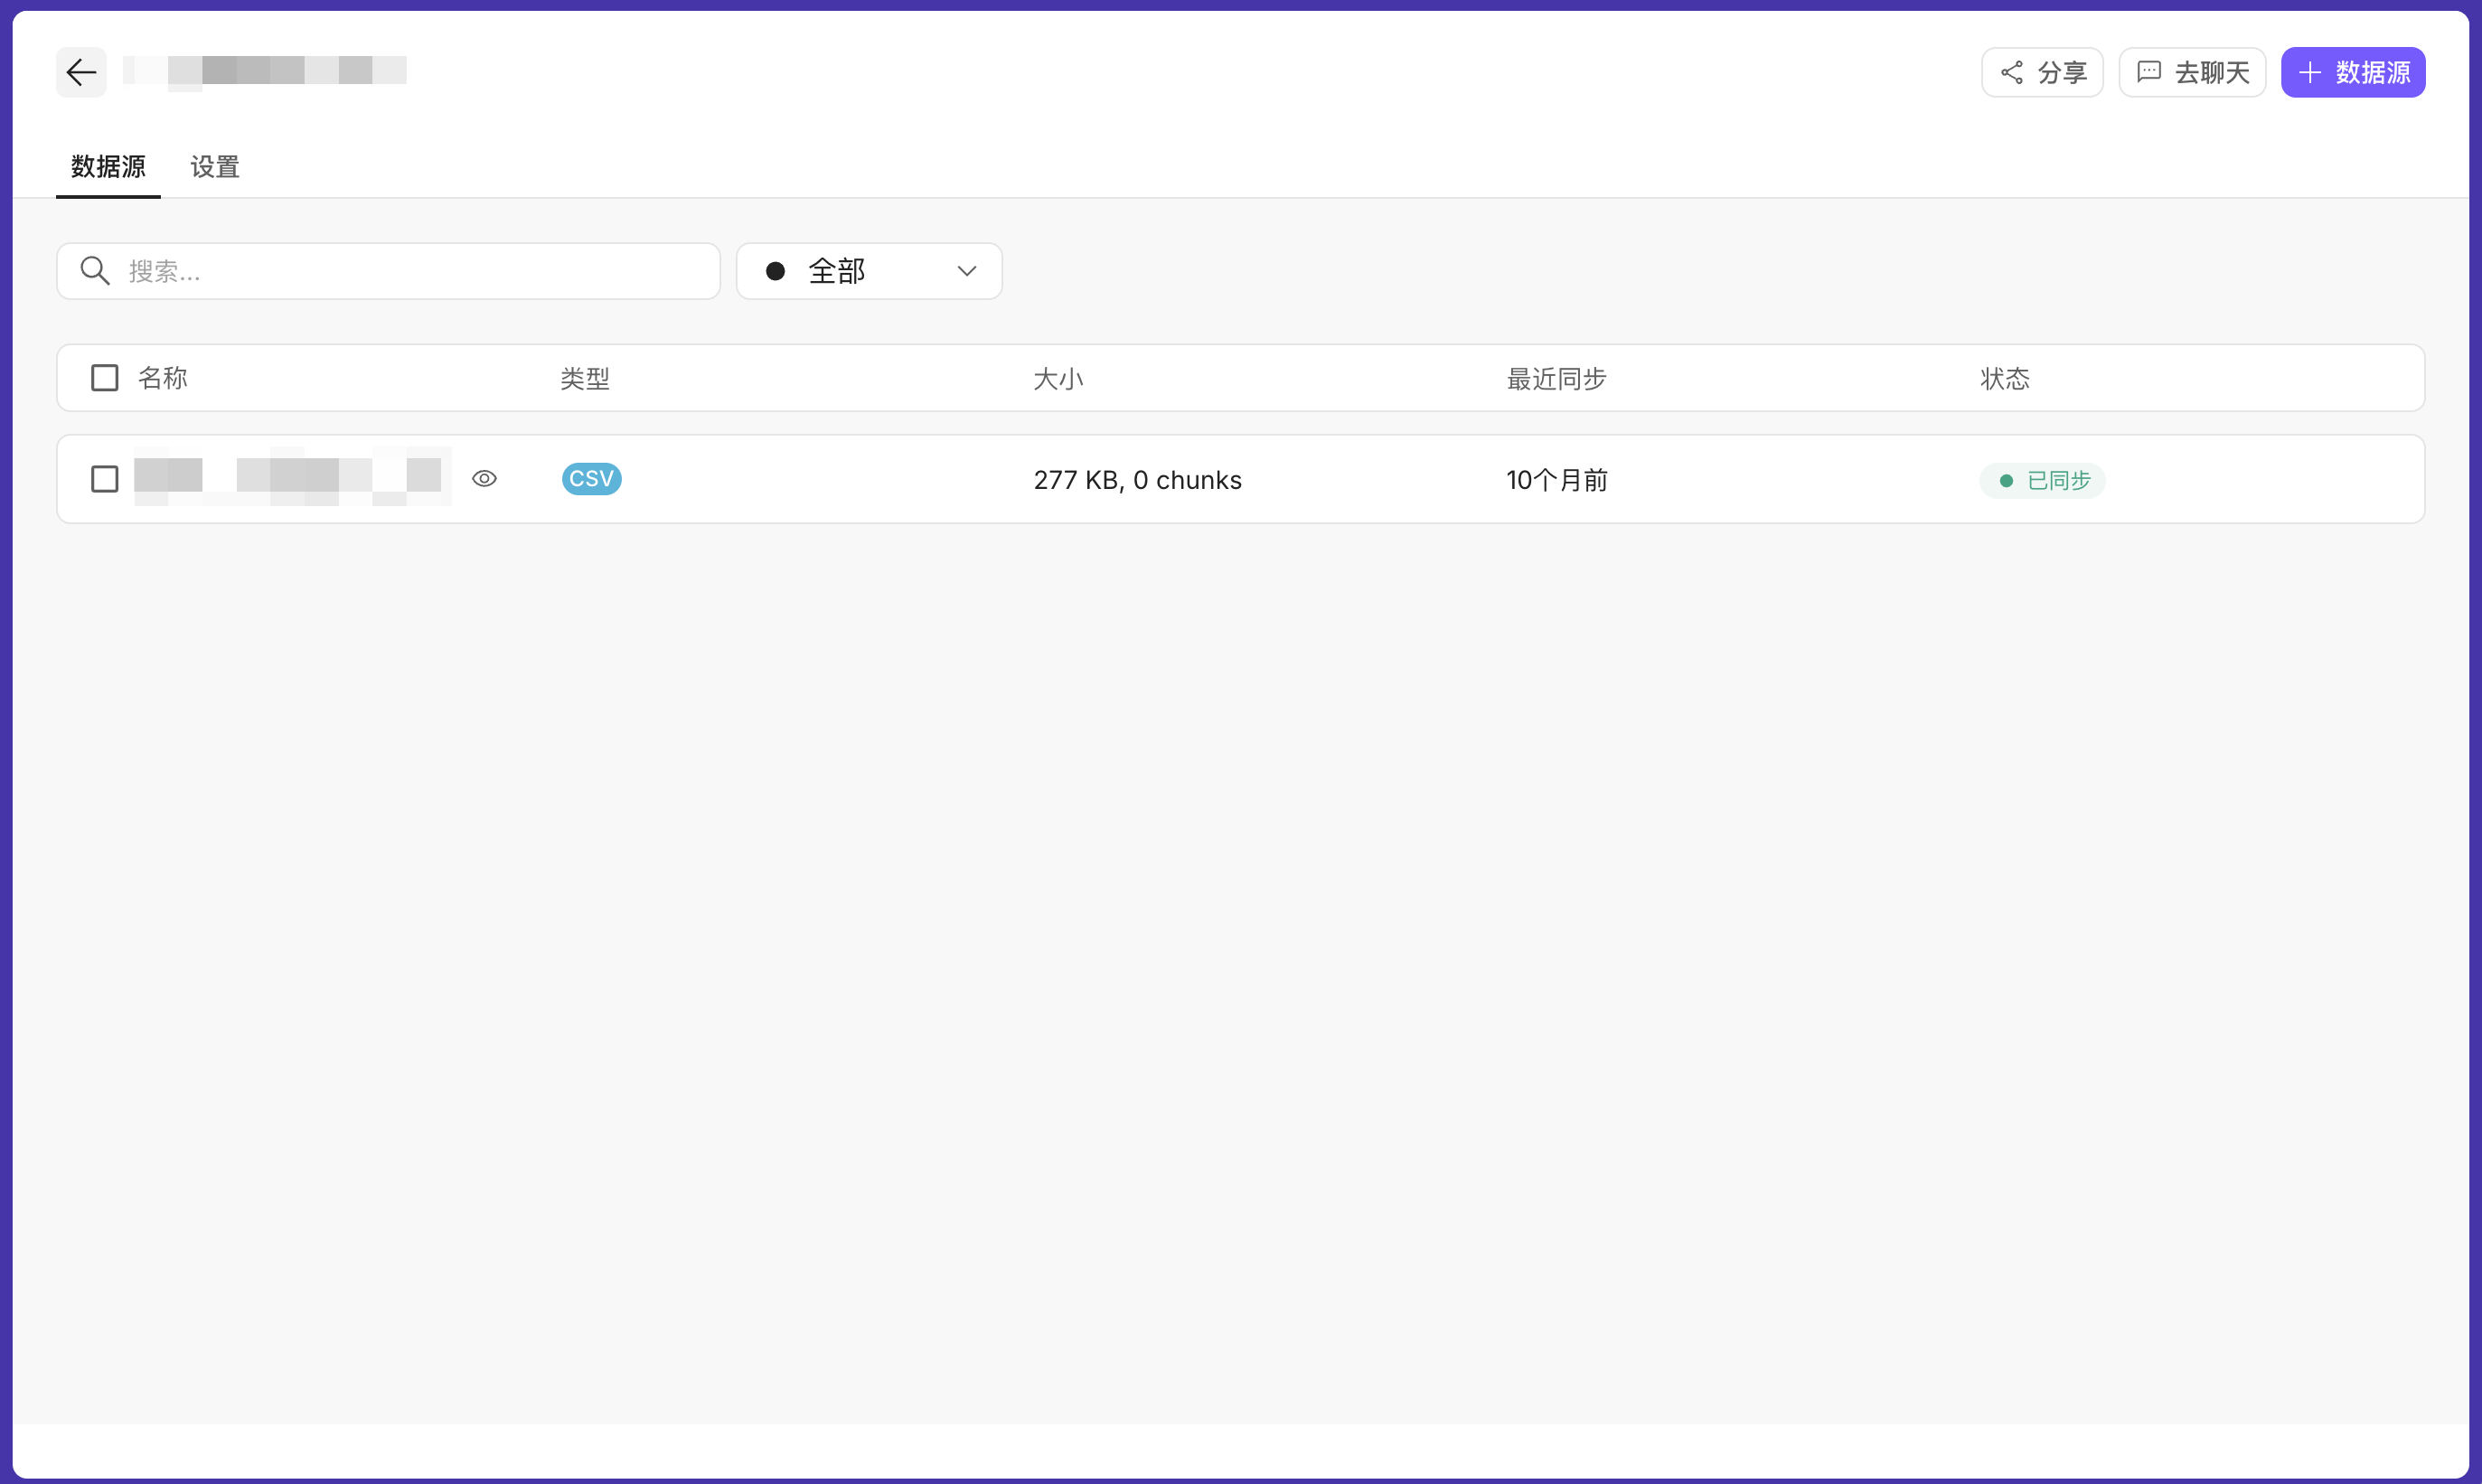 分享 去聊天 数据源
数据源 设置
搜索... 全部
名称 类型 大小 最近同步 状态
CSV 277 KB, 0 chunks 10个月前 已同步